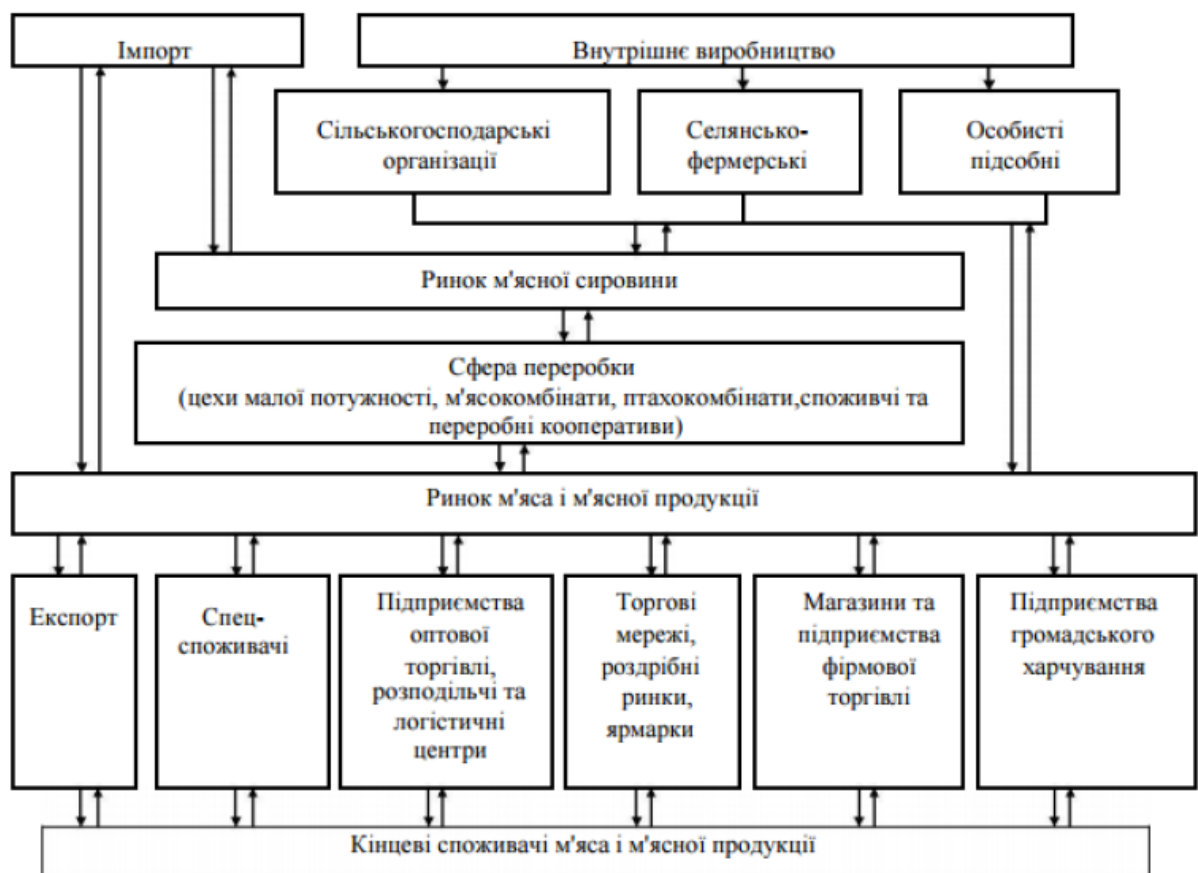 Імпорт
Внутрішнє виробництво
Сільськогосподарські
організації
Селянсько-
фермерські
Особисті
підсобні
Ринок м'ясної сировини
Сфера переробки
(цехи малої потужності, м'ясокомбінати, птахокомбінати,споживчі та
переробні кооперативи)
Ринок м'яса і м'ясної продукції
Експорт
Спец-
споживачі
Підприємства
оптової
торгівлі,
розподільчі та
логістичні
центри
Торгові
мережі,
роздрібні
ринки,
ярмарки
Магазини та
підприємства
фірмової
торгівлі
Підприємства
громадського
харчування
Кінцеві споживачі м'яса і м'ясної продукції